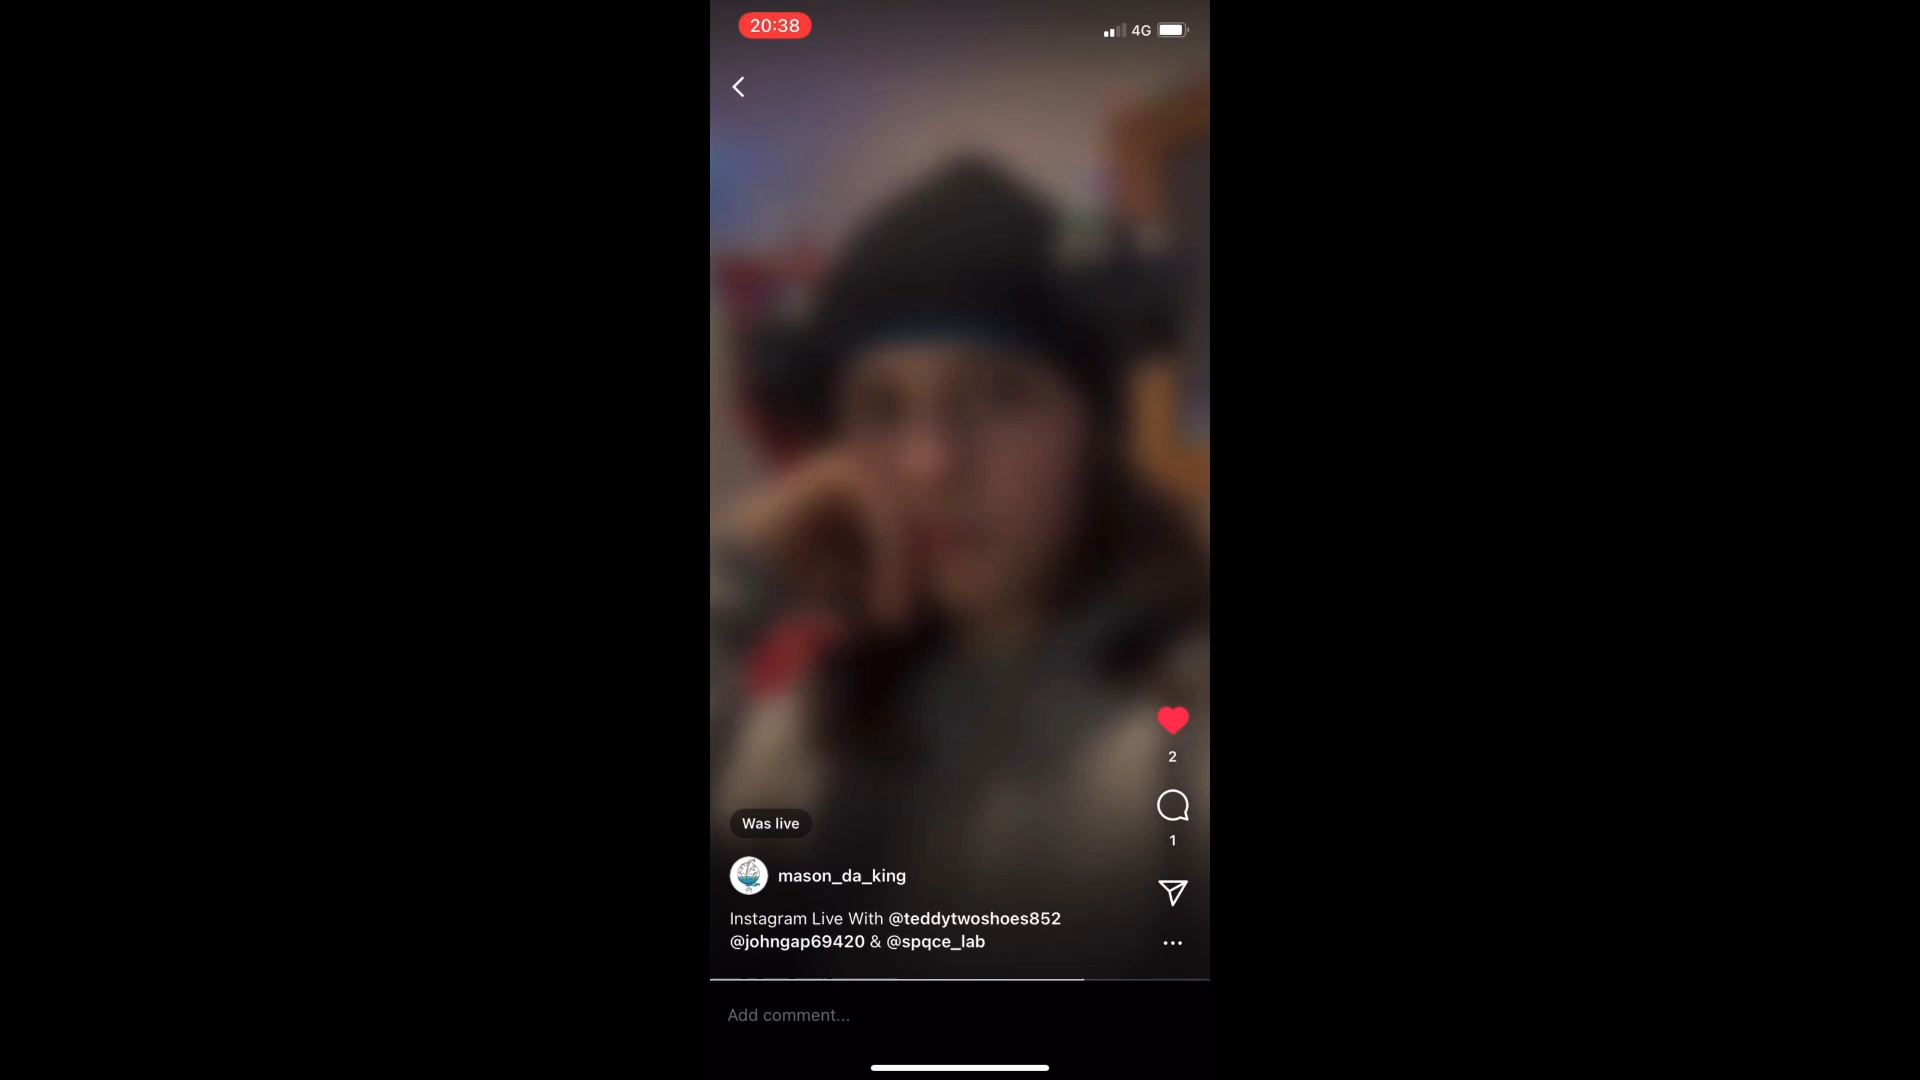 20:38
4G
2
1
Was live
mason_da_king
Instagram Live With @teddytwoshoes852
@johngap69420 & @spqce_lab
Add comment...